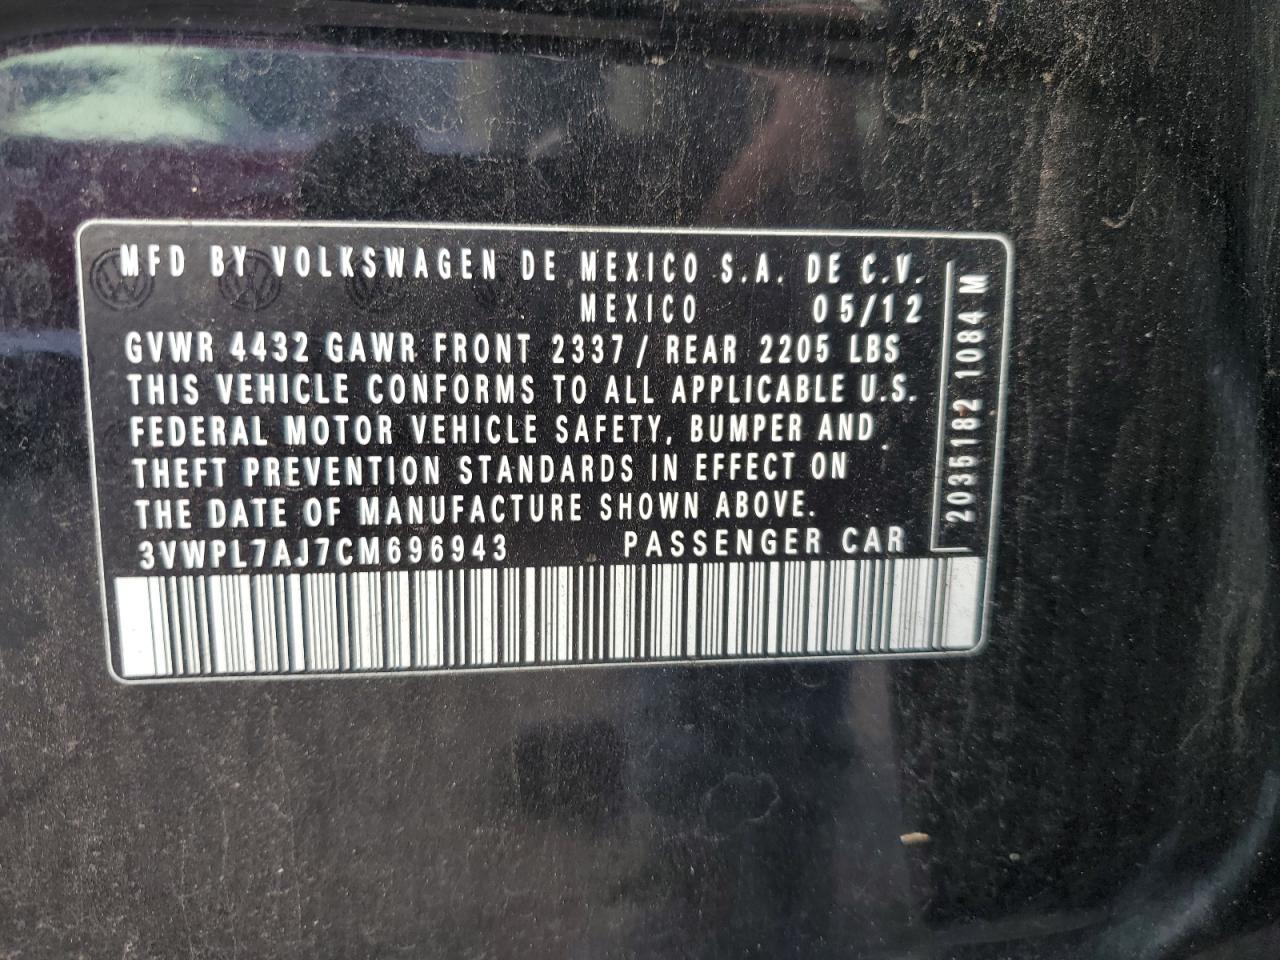 MFD BY VOLKSWAGEN DE MEXICO S.A. DE C.V.
MEXICO 05/12
GVWR 4432 GAWR FRONT 2337/ REAR 2205 LBS
THIS VEHICLE CONFORMS TO ALL APPLICABLE U.S.
FEDERAL MOTOR VEHICLE SAFETY, BUMPER AND
THEFT PREVENTION STANDARDS IN EFFECT ON
THE DATE OF MANUFACTURE SHOWN ABOVE.
3VWPL7AJ7CM696943 PASSENGER CAR
2035182 1084 M